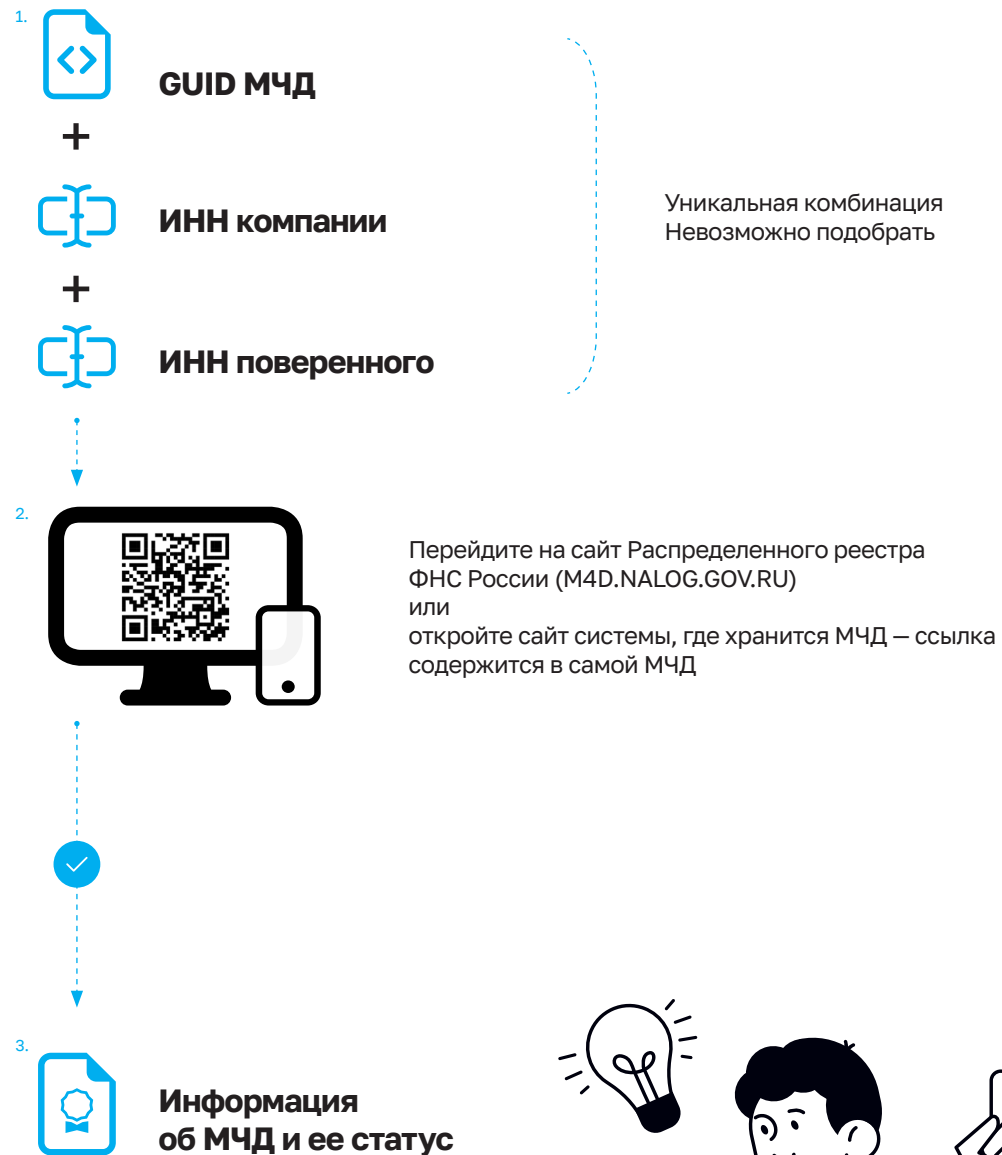 1.
GUID МЧД
+
ИНН компании
+
ИНН поверенного
Уникальная комбинация
Невозможно подобрать
2.
Перейдите на сайт Распределенного реестра
ФНС России (M4D.NALOG.GOV.RU)
или
откройте сайт системы, где хранится МЧД — ссылка
содержится в самой МЧД
3.
Информация
об МЧД и ее статус